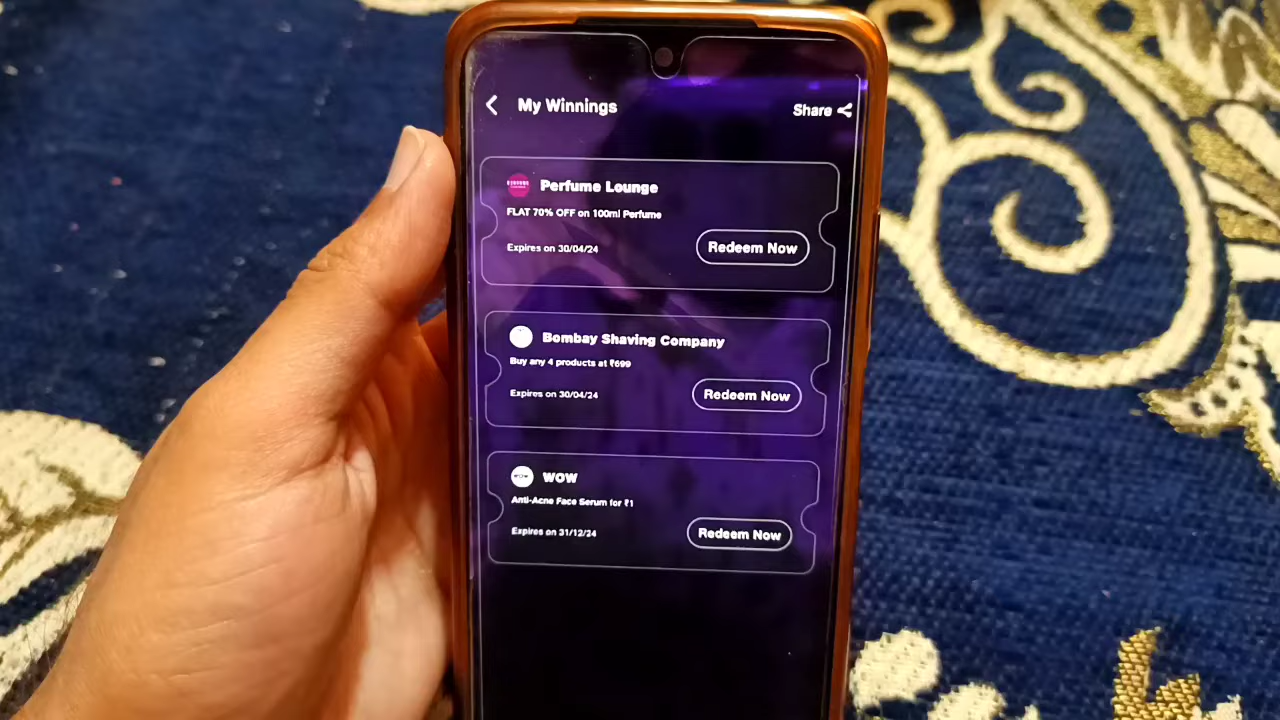 My Winnings
Share
Perfume Lounge
FLAT 70% OFF on 100ml Perfume
Expires on 30/04/24
Redeem Now
Bombay Shaving Company
Buy any 4 products at ₹699
Expires on 30/04/24
Redeem Now
WOW
WOW
Anti-Acne Face Serum for ₹1
Expires on 31/12/24
Redeem Now